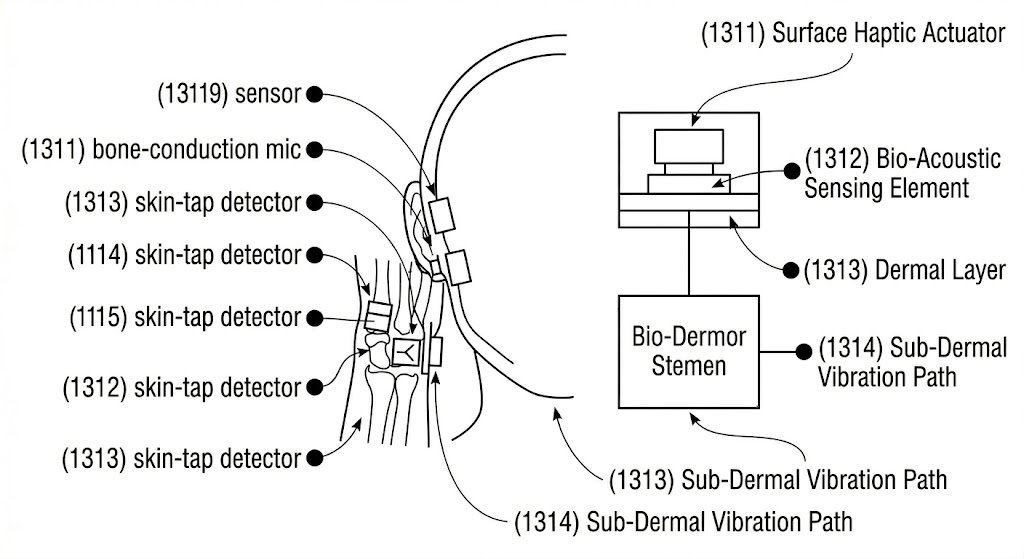 (1311) Surface Haptic Actuator
(13119) sensor
(1311) bone-conduction mic
(1313) skin-tap detector
(1114) skin-tap detector
(1115) skin-tap detector
(1312) skin-tap detector
(1313) skin-tap detector
(1312) Bio-Acoustic
Sensing Element
(1313) Dermal Layer
Bio-Dermor
Stemen
(1314) Sub-Dermal
Vibration Path
(1313) Sub-Dermal Vibration Path
(1314) Sub-Dermal Vibration Path